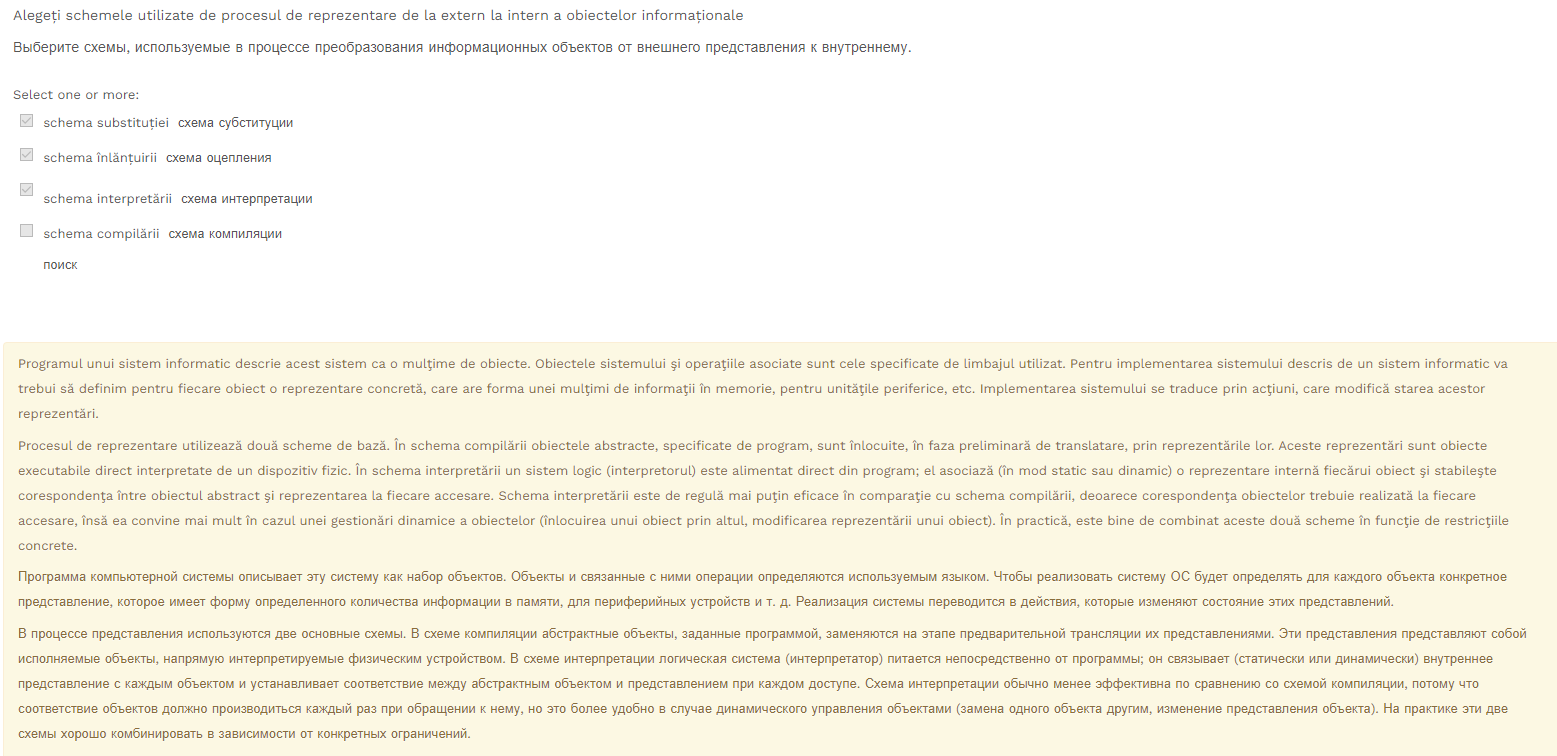 Alegeți schemele utilizate de procesul de reprezentare de la extern la intern a obiectelor informaționale
Выберите схемы, используемые в процессе преобразования информационных объектов от внешнего представления к внутреннему.
Select one or more:
schema substituției схема субституции
schema înlănțuirii схема оцепления
schema interpretării схема интерпретации
schema compilării схема компиляции
поиск
Programul unui sistem informatic descrie acest sistem ca o mulţime de obiecte. Obiectele sistemului şi operaţiile asociate sunt cele specificate de limbajul utilizat. Pentru implementarea sistemului descris de un sistem informatic va
trebui să definim pentru fiecare obiect o reprezentare concretă, care are forma unei mulţimi de informaţii în memorie, pentru unităţile periferice, etc. Implementarea sistemului se traduce prin acţiuni, care modifică starea acestor
reprezentări.
Procesul de reprezentare utilizează două scheme de bază. În schema compilării obiectele abstracte, specificate de program, sunt înlocuite, în faza preliminară de translatare, prin reprezentările lor. Aceste reprezentări sunt obiecte
executabile direct interpretate de un dispozitiv fizic. În schema interpretării un sistem logic (interpretorul) este alimentat direct din program; el asociază (în mod static sau dinamic) o reprezentare internă fiecărui obiect şi stabileşte
corespondenţa între obiectul abstract şi reprezentarea la fiecare accesare. Schema interpretării este de regulă mai puţin eficace în comparaţie cu schema compilării, deoarece corespondenţa obiectelor trebuie realizată la fiecare
accesare, însă ea convine mai mult în cazul unei gestionări dinamice a obiectelor (înlocuirea unui obiect prin altul, modificarea reprezentării unui obiect). În practică, este bine de combinat aceste două scheme în funcţie de restricţiile
concrete.
Программа компьютерной системы описывает эту систему как набор объектов. Объекты и связанные с ними операции определяются используемым языком. Чтобы реализовать систему ОС будет определять для каждого объекта конкретное
представление, которое имеет форму определенного количества информации в памяти, для периферийных устройств и т. д. Реализация системы переводится в действия, которые изменяют состояние этих представлений.
В процессе представления используются две основные схемы. В схеме компиляции абстрактные объекты, заданные программой, заменяются на этапе предварительной трансляции их представлениями. Эти представления представляют собой
исполняемые объекты, напрямую интерпретируемые физическим устройством. В схеме интерпретации логическая система (интерпретатор) питается непосредственно от программы; он связывает (статически или динамически) внутреннее
представление с каждым объектом и устанавливает соответствие между абстрактным объектом и представлением при каждом доступе. Схема интерпретации обычно менее эффективна по сравнению со схемой компиляции, потому что
соответствие объектов должно производиться каждый раз при обращении к нему, но это более удобно в случае динамического управления объектами (замена одного объекта другим, изменение представления объекта). На практике эти две
схемы хорошо комбинировать в зависимости от конкретных ограничений.